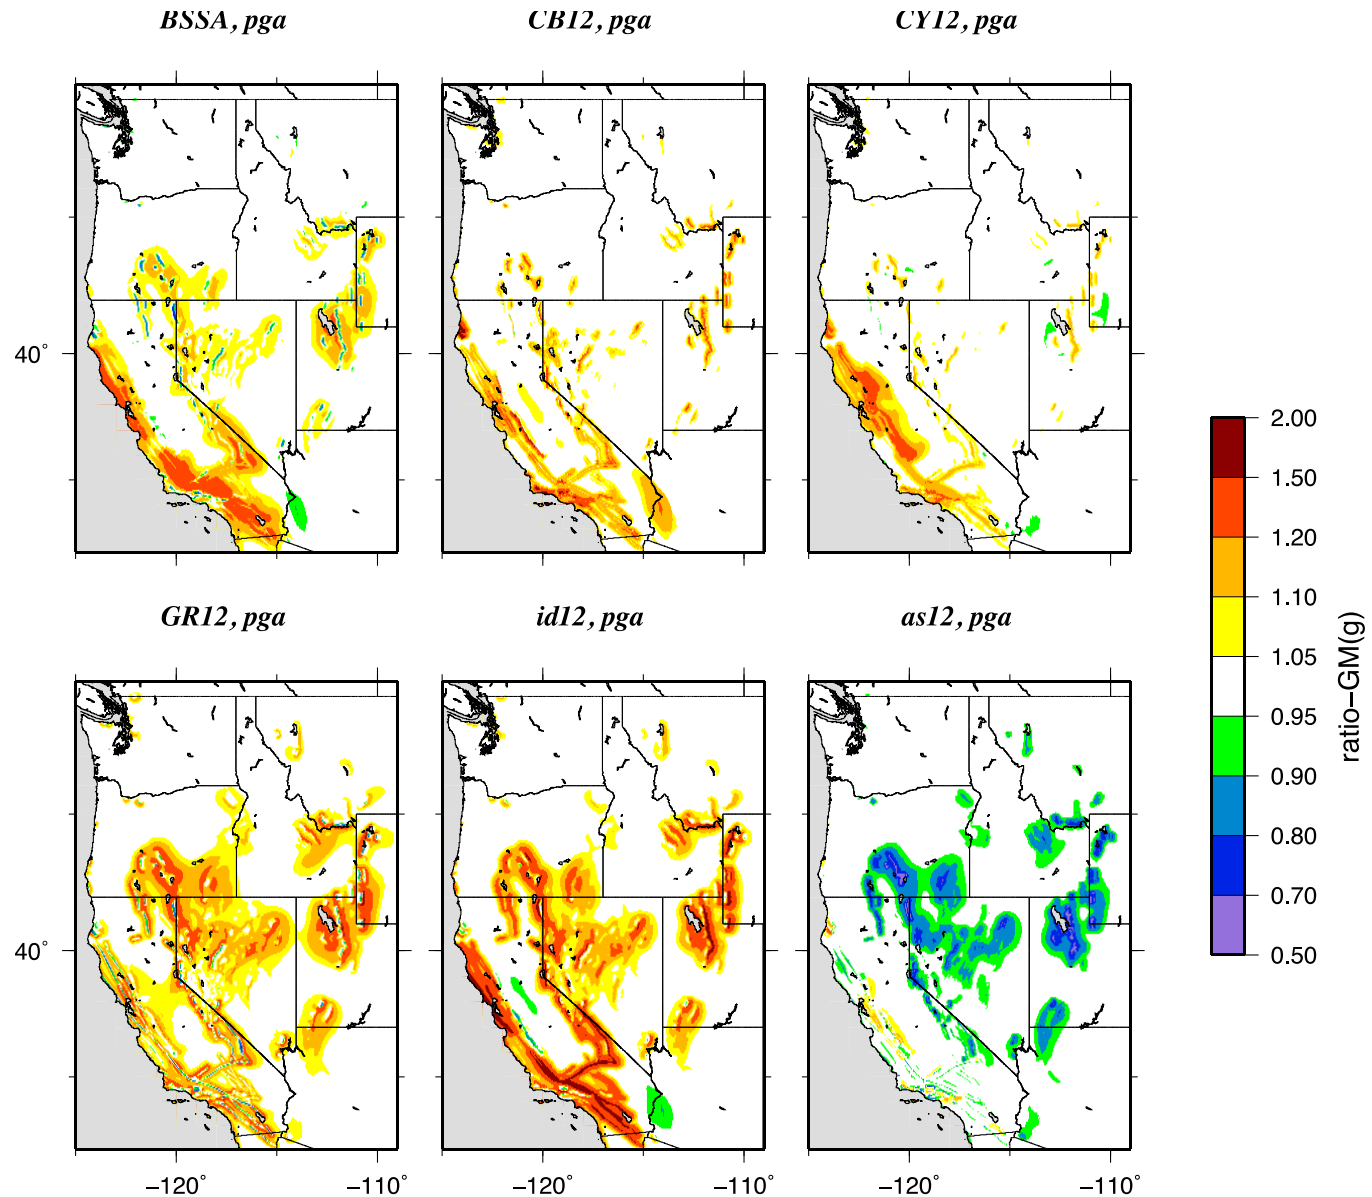 BSSA, pga
CB12, pga
CY12, pga
40°
GR12, pga
id12, pga
as12, pga
40°
−120°
−110°
−120°
−110°
−120°
−110°
2.00
1.50
1.20
1.10
1.05
0.95
0.90
0.80
0.70
0.50
ratio−GM(g)